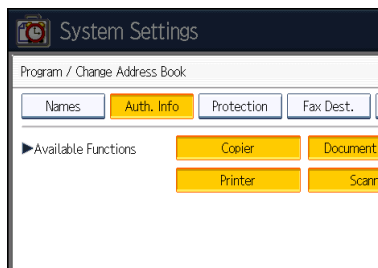 System Settings
Program / Change Address Book
Names Auth. Info Protection Fax Dest.
▶Available Functions Copier Document
Printer Scann